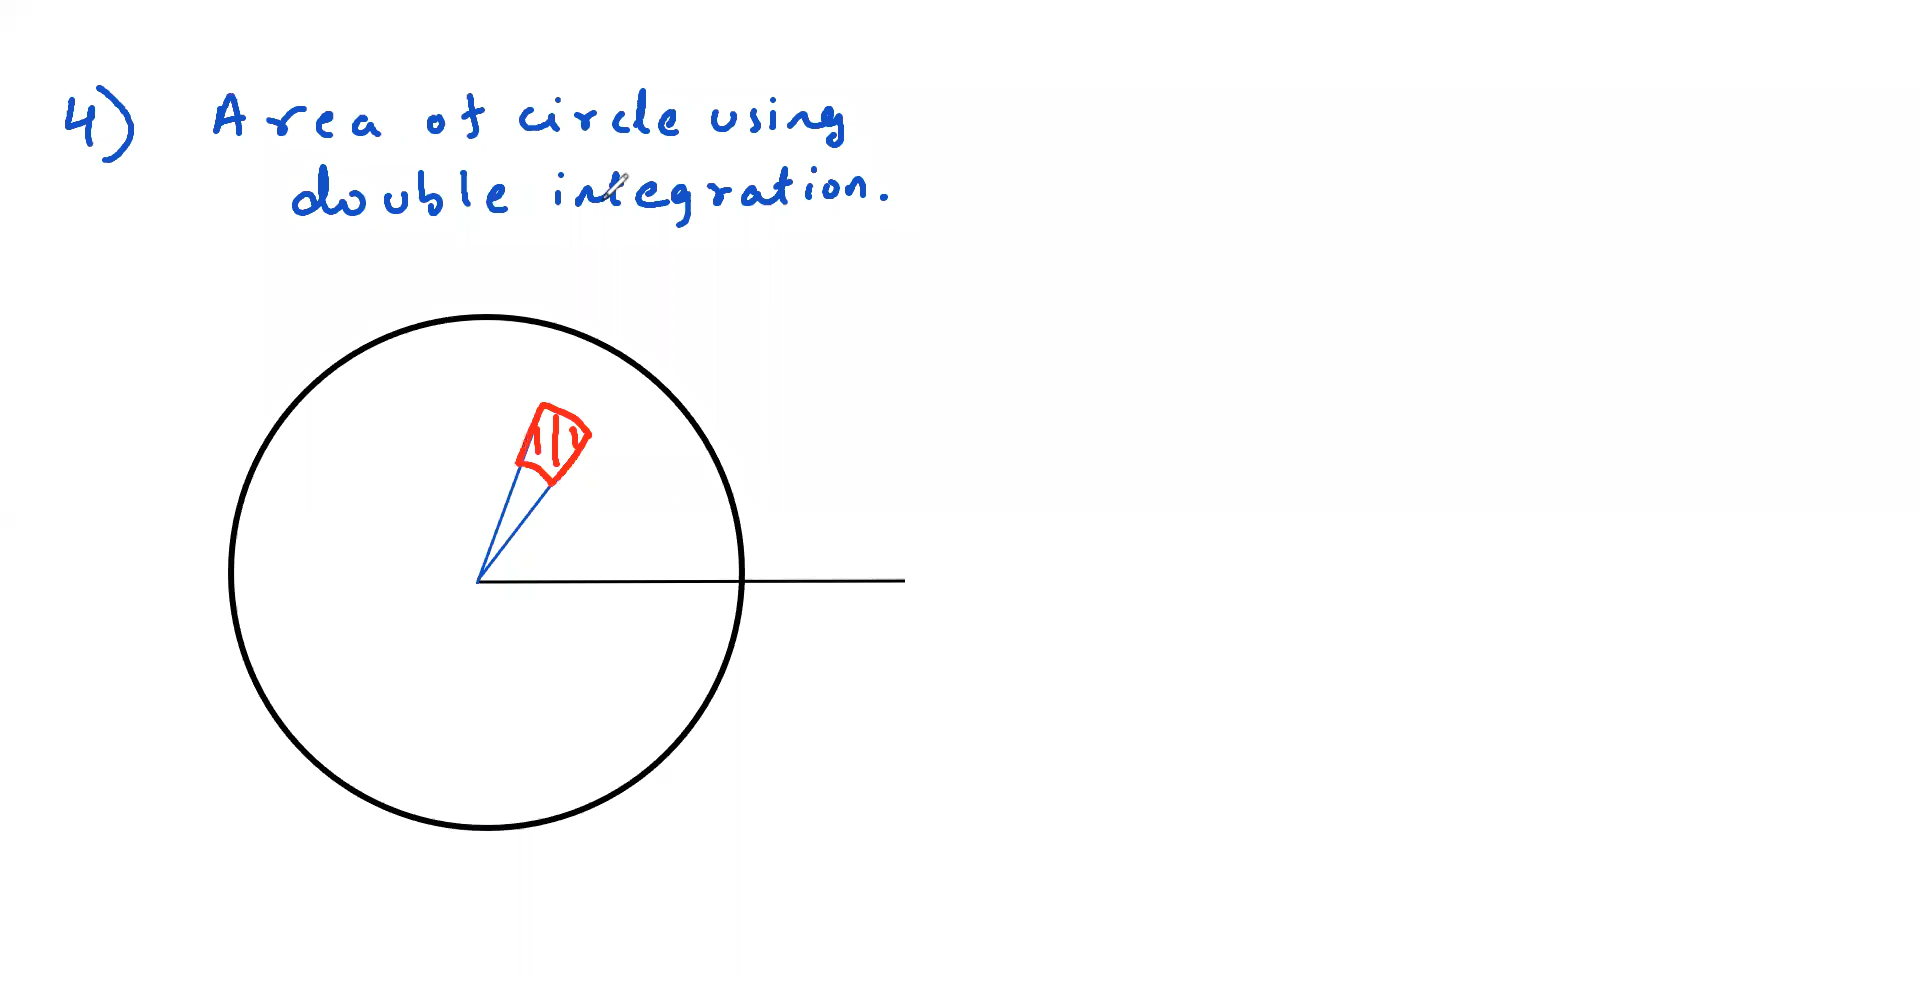 4) Area of circle using
double integration.